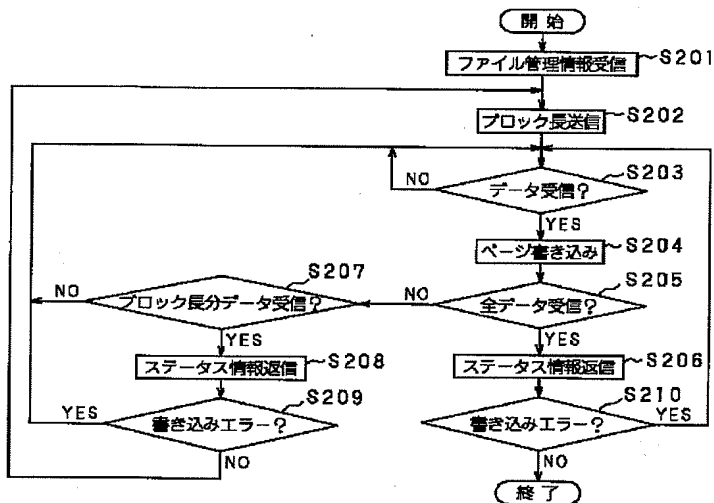 開始
ファイル管理情報受信
S201
ブロック長送信
S202
データ受信?
S203
NO
YES
ページ書き込み
S204
全データ受信?
S205
NO
YES
ブロック長分データ受信?
S207
NO
YES
ステータス情報返信
S208
ステータス情報返信
S206
書き込みエラー?
S209
YES
NO
書き込みエラー?
S210
YES
NO
終了